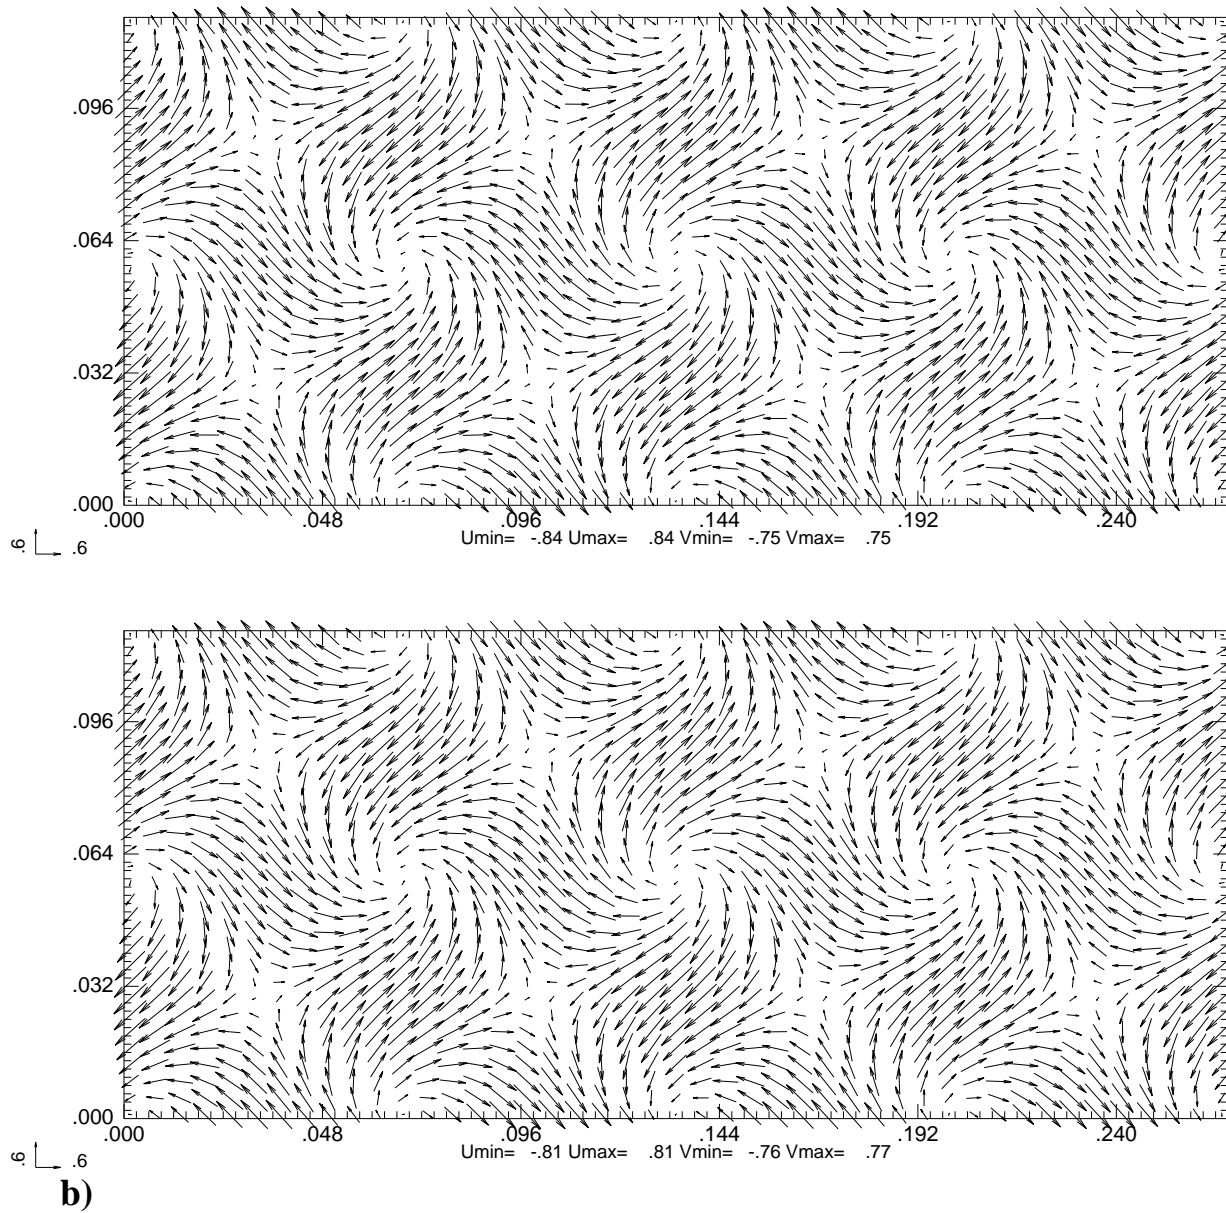 .096
.064
.032
.000
.000 .048 .096 .144 .192 .240
Umin= -.84 Umax= .84 Vmin= -.75 Vmax= .75
.6 .6
.096
.064
.032
.000
.000 .048 .096 .144 .192 .240
Umin= -.81 Umax= .81 Vmin= -.76 Vmax= .77
.6 .6
b)